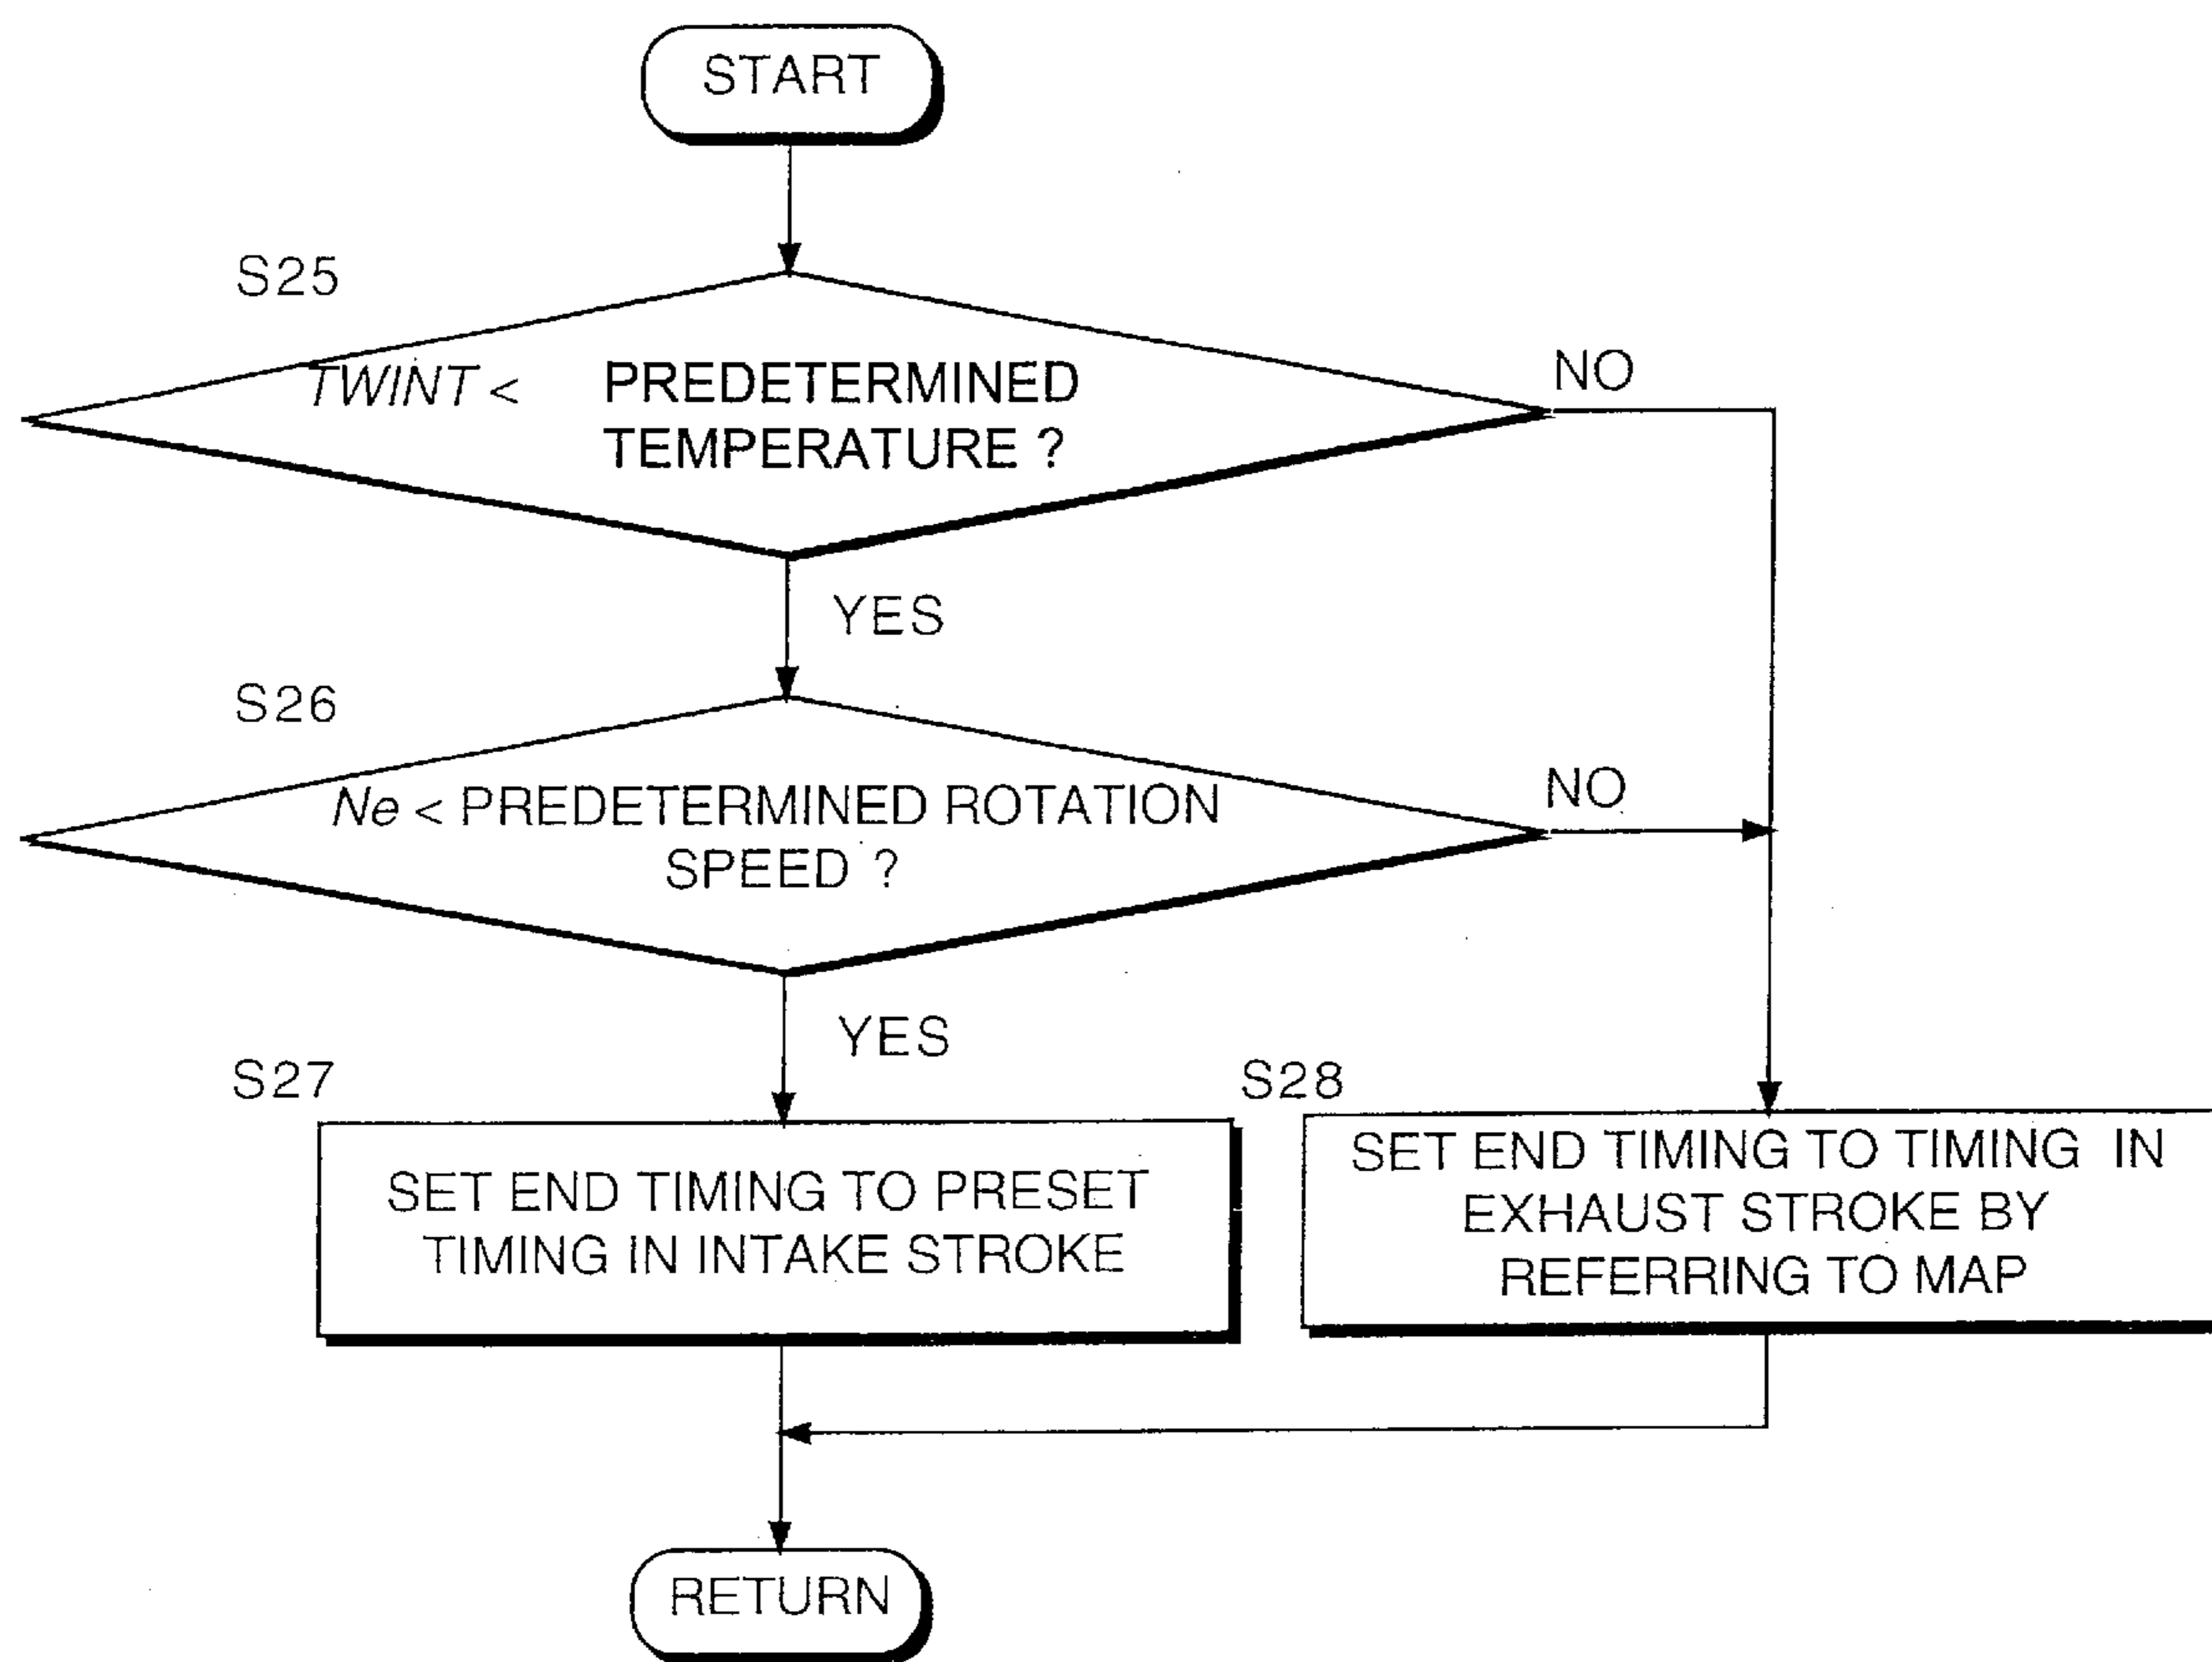 START
S25
TWINT < PREDETERMINED
TEMPERATURE ?
NO
YES
S26
Ne < PREDETERMINED ROTATION
SPEED ?
NO
YES
S27
SET END TIMING TO PRESET
TIMING IN INTAKE STROKE
S28
SET END TIMING TO TIMING IN
EXHAUST STROKE BY
REFERRING TO MAP
RETURN